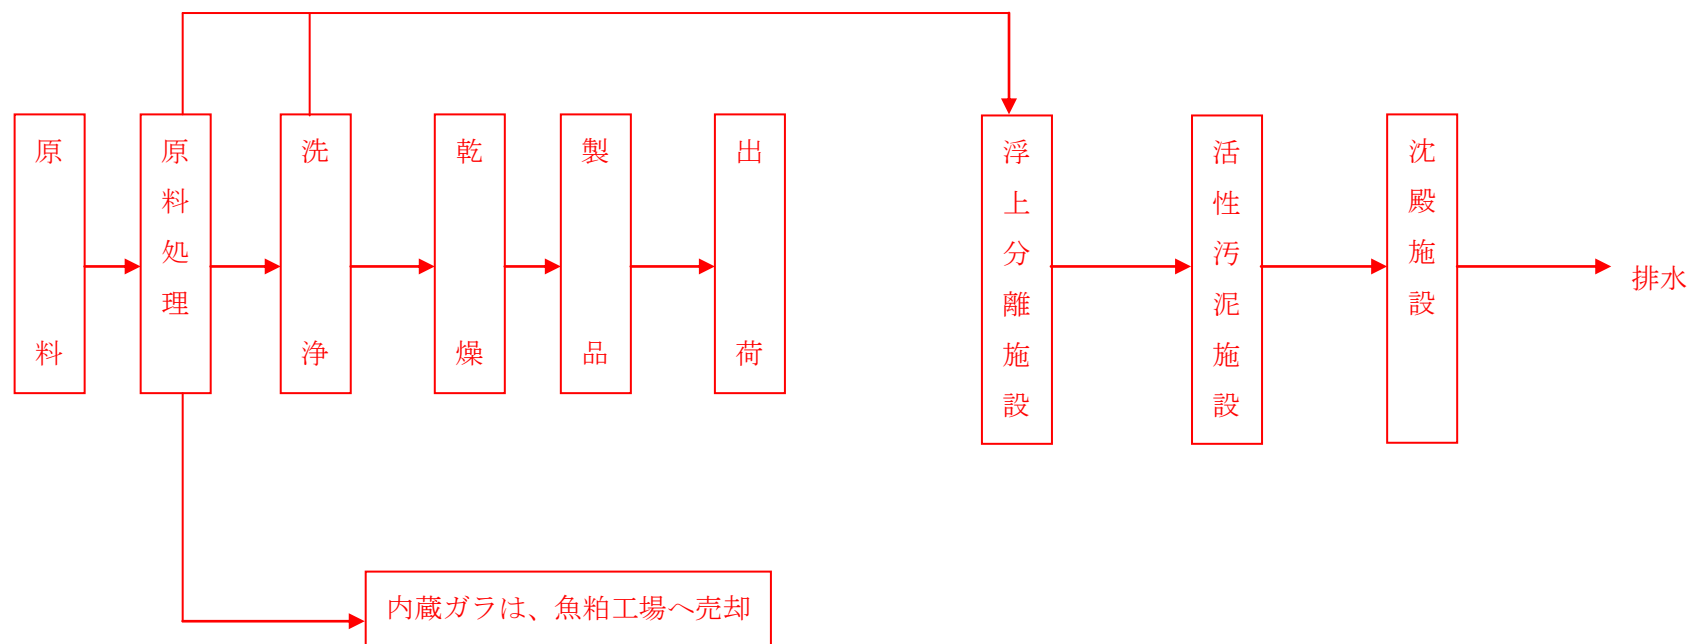 原料
原料処理
洗浄
乾燥
製品
出荷
浮上分離施設
活性汚泥施設
沈殿施設
排水
内蔵ガラは、魚粕工場へ売却